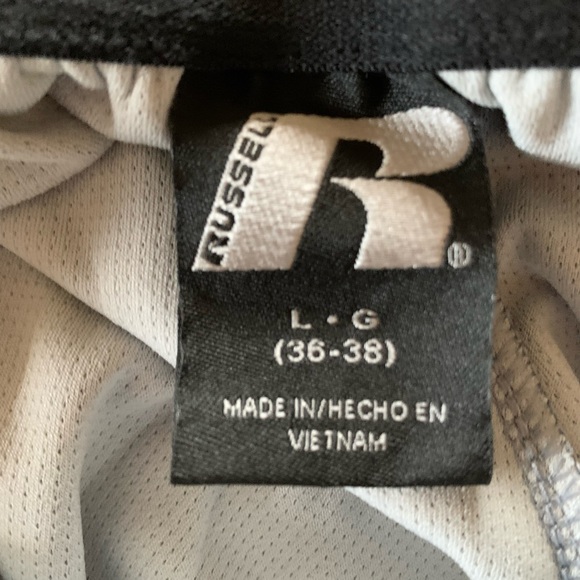 RUSSELL
R ®
L • G
(36-38)
MADE IN/HECHO EN
VIETNAM